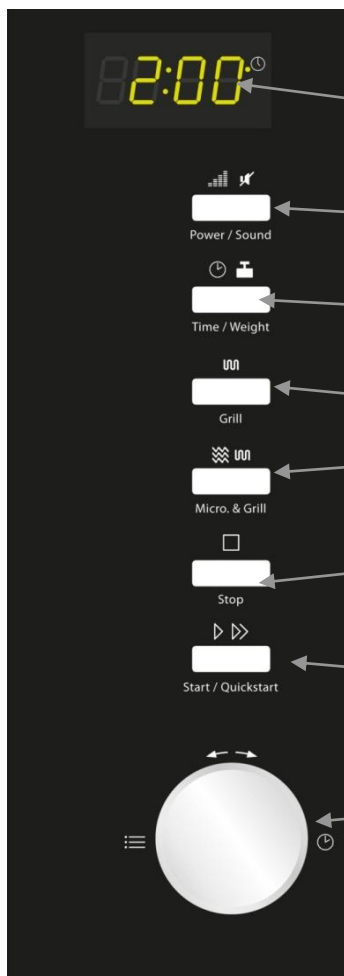 2:00
Power / Sound
Time / Weight
Grill
Micro. & Grill
Stop
Start / Quickstart